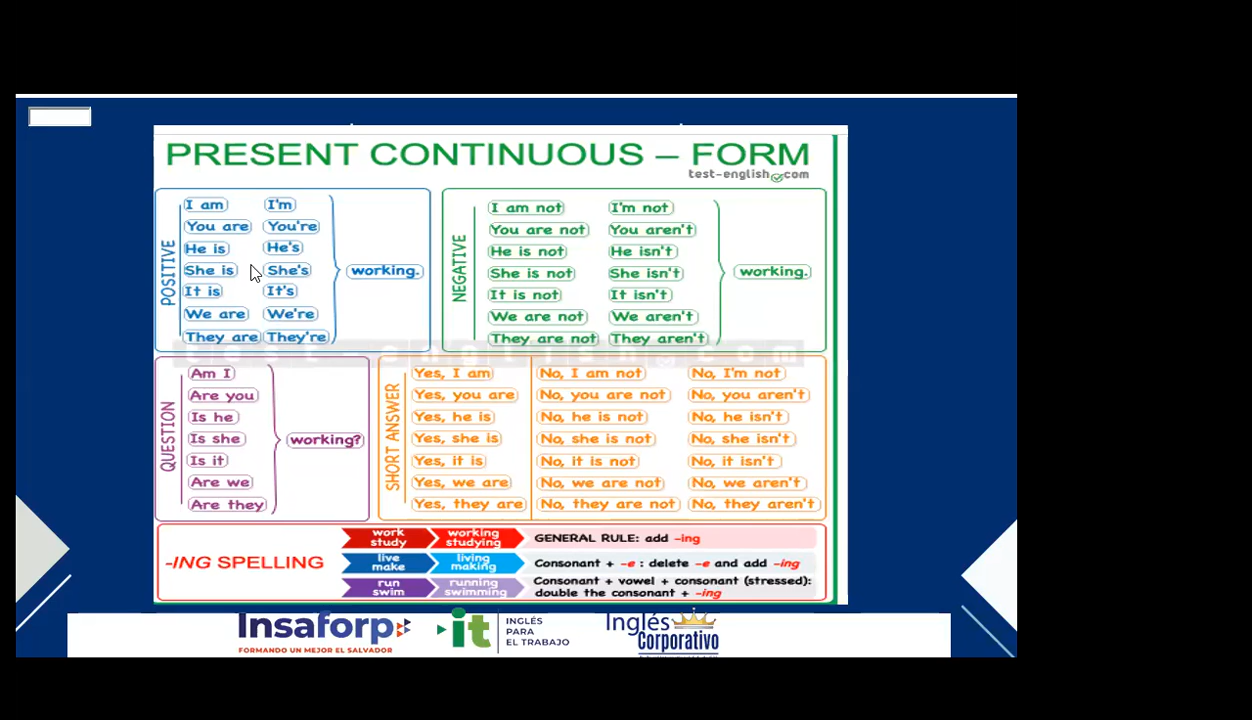 PRESENT CONTINUOUS – FORM
test-english.com
POSITIVE
I am I'm
You are You're
He is He's
She is She's
It is It's
We are We're
They are They're
working.
NEGATIVE
I am not I'm not
You are not You aren't
He is not He isn't
She is not She isn't
It is not It isn't
We are not We aren't
They are not They aren't
working.
test-english.com
QUESTION
Am I
Are you
Is he
Is she
Is it
Are we
Are they
working?
SHORT ANSWER
Yes, I am No, I am not No, I'm not
Yes, you are No, you are not No, you aren't
Yes, he is No, he is not No, he isn't
Yes, she is No, she is not No, she isn't
Yes, it is No, it is not No, it isn't
Yes, we are No, we are not No, we aren't
Yes, they are No, they are not No, they aren't
-ING SPELLING
work working
study studying
GENERAL RULE: add -ing
live living
make making
Consonant + -e : delete -e and add -ing
run running
swim swimming
Consonant + vowel + consonant (stressed):
double the consonant + -ing
Insaforp
FORMANDO UN MEJOR EL SALVADOR
it
INGLÉS
PARA
EL TRABAJO
Inglés
Corporativo